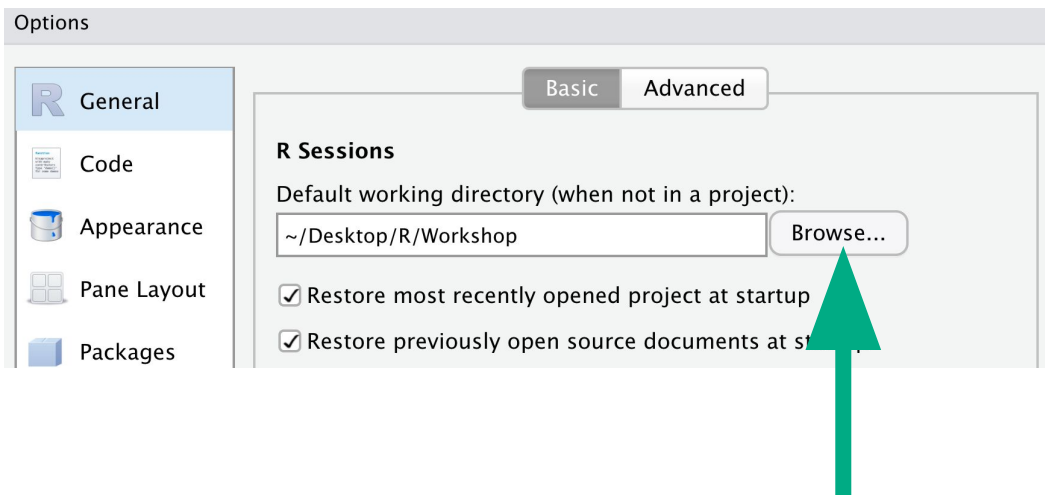 Options
General
Code
Appearance
Pane Layout
Packages
Basic
Advanced
R Sessions
Default working directory (when not in a project):
~/Desktop/R/Workshop
Browse...
Restore most recently opened project at startup
Restore previously open source documents at